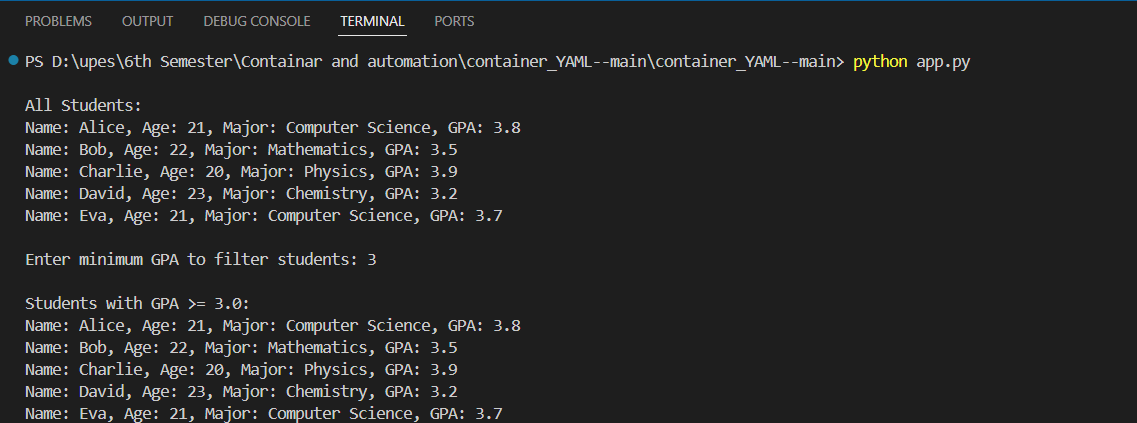 PROBLEMS OUTPUT DEBUG CONSOLE TERMINAL PORTS
PS D:\upes\6th Semester\Containar and automation\container_YAML--main\container_YAML--main> python app.py
All Students:
Name: Alice, Age: 21, Major: Computer Science, GPA: 3.8
Name: Bob, Age: 22, Major: Mathematics, GPA: 3.5
Name: Charlie, Age: 20, Major: Physics, GPA: 3.9
Name: David, Age: 23, Major: Chemistry, GPA: 3.2
Name: Eva, Age: 21, Major: Computer Science, GPA: 3.7
Enter minimum GPA to filter students: 3
Students with GPA >= 3.0:
Name: Alice, Age: 21, Major: Computer Science, GPA: 3.8
Name: Bob, Age: 22, Major: Mathematics, GPA: 3.5
Name: Charlie, Age: 20, Major: Physics, GPA: 3.9
Name: David, Age: 23, Major: Chemistry, GPA: 3.2
Name: Eva, Age: 21, Major: Computer Science, GPA: 3.7